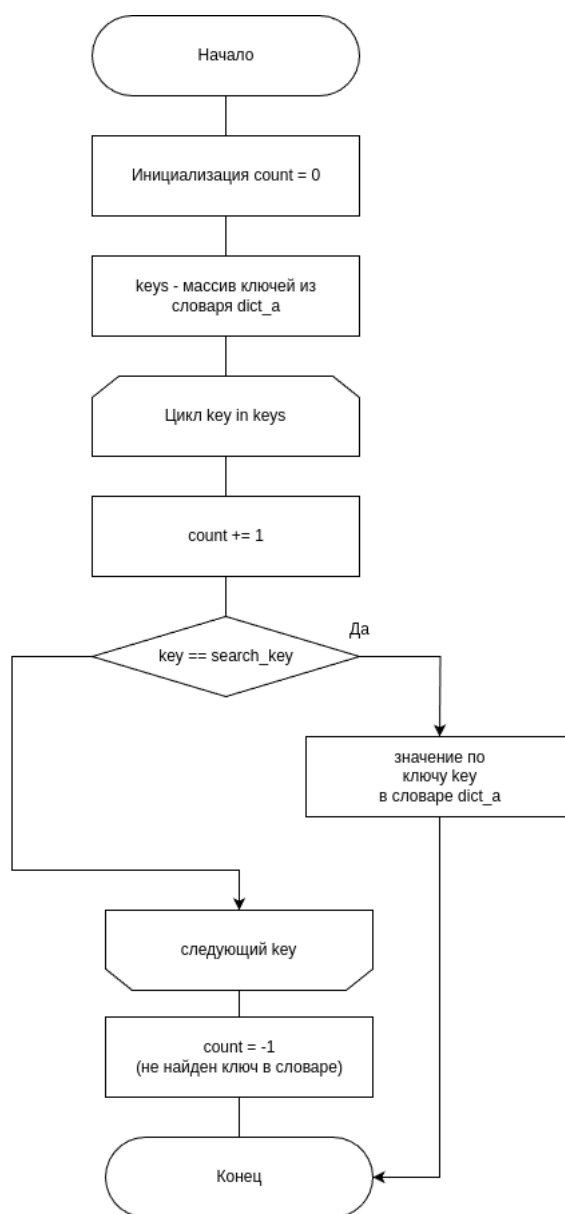 Начало
Инициализация count = 0
keys - массив ключей из
словаря dict_a
Цикл key in keys
count += 1
Да
key == search_key
значение по
ключу key
в словаре dict_a
следующий key
count = -1
(не найден ключ в словаре)
Конец